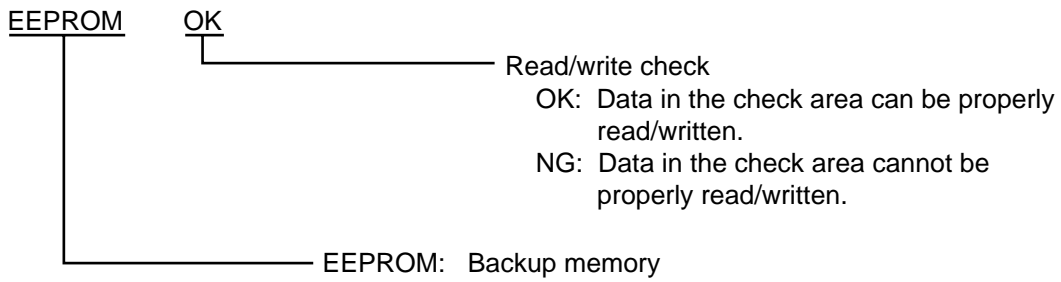 EEPROM OK
Read/write check
OK: Data in the check area can be properly
read/written.
NG: Data in the check area cannot be
properly read/written.
EEPROM: Backup memory